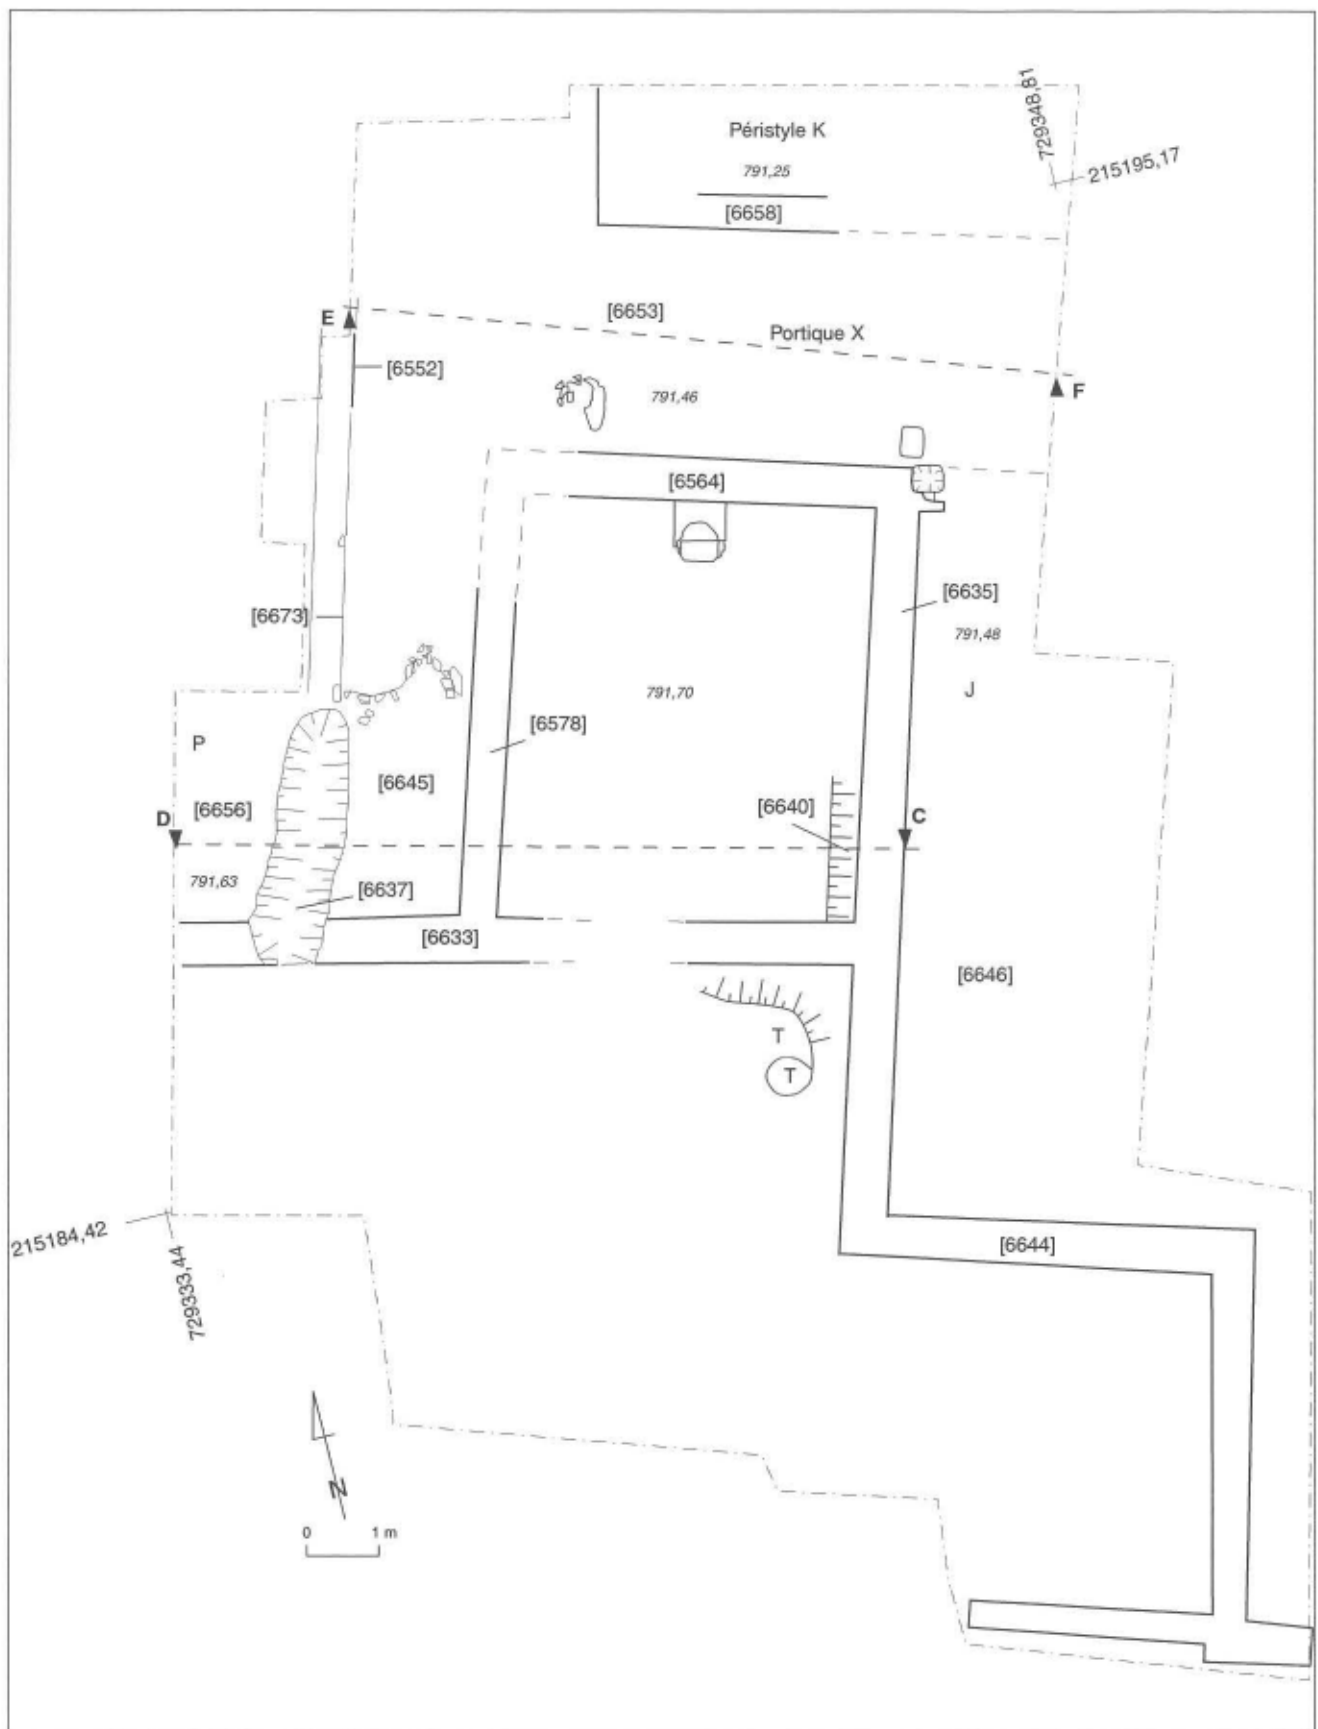 Péristyle K
791,25
[6658]
729348,81
215195,17
[6653]
E
Portique X
[6552]
791,46
F
[6564]
[6635]
791,48
[6673]
J
791,70
P
[6578]
[6645]
[6656]
[6640]
D
C
791,63
[6637]
[6633]
[6646]
T
T
215184,42
729333,44
[6644]
N
0 1 m